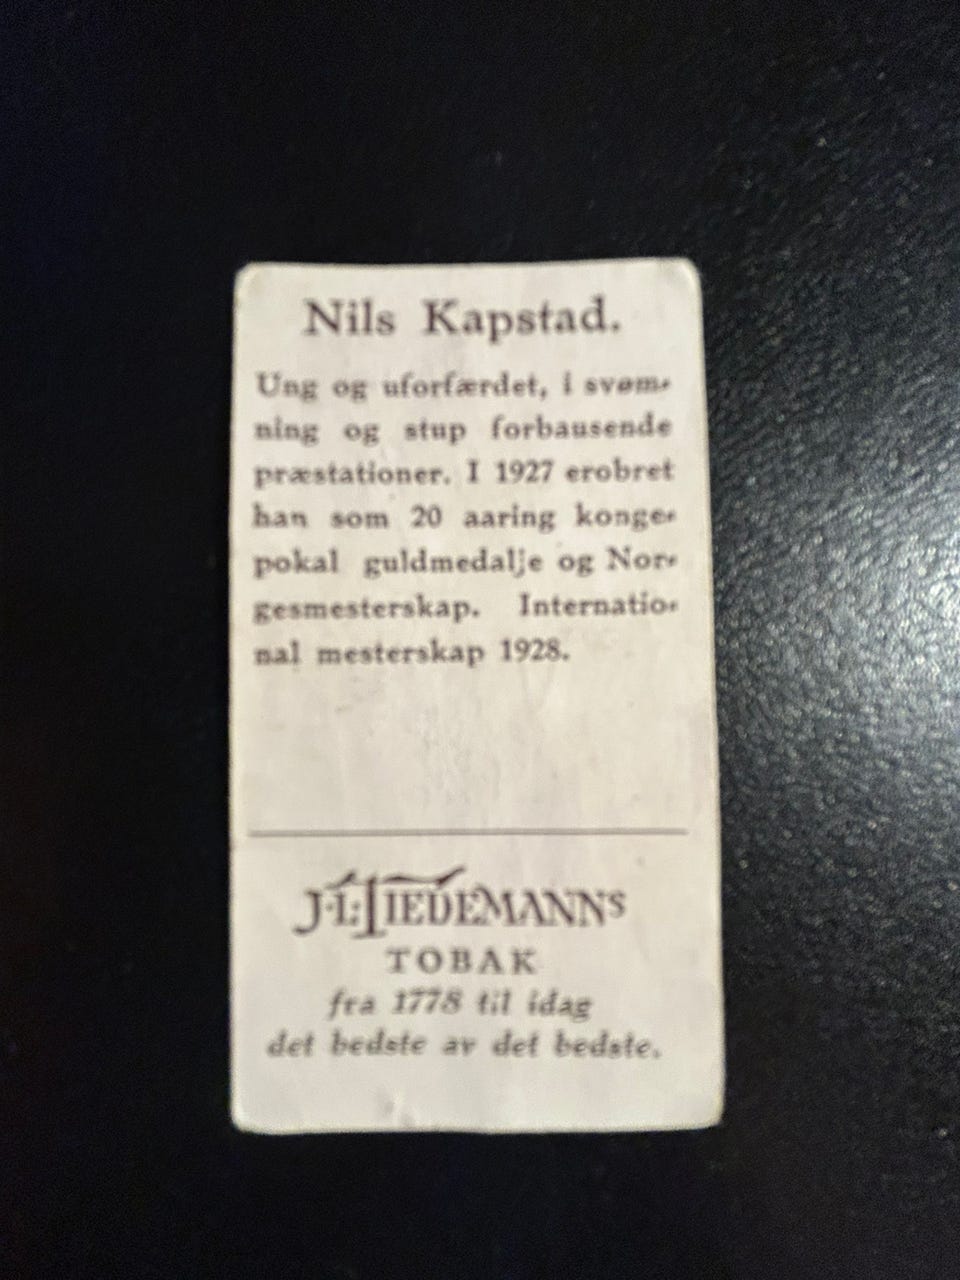 Nils Kapstad.
Ung og uforfærdet, i svøm-
ning og stup forbausende
præstationer. I 1927 erobret
han som 20 aaring konge-
pokal guldmedalje og Nor-
gesmesterskap. Internatio-
nal mesterskap 1928.
J·L·TIEDEMANNS
TOBAK
fra 1778 til idag
det bedste av det bedste.